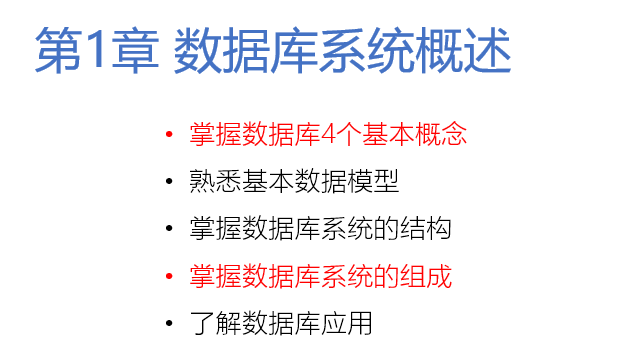 第1章 数据库系统概述
• 掌握数据库4个基本概念
• 熟悉基本数据模型
• 掌握数据库系统的结构
• 掌握数据库系统的组成
• 了解数据库应用